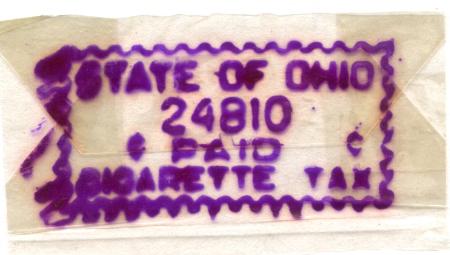 STATE OF OHIO
24810
¢ PAID ¢
CIGARETTE TAX